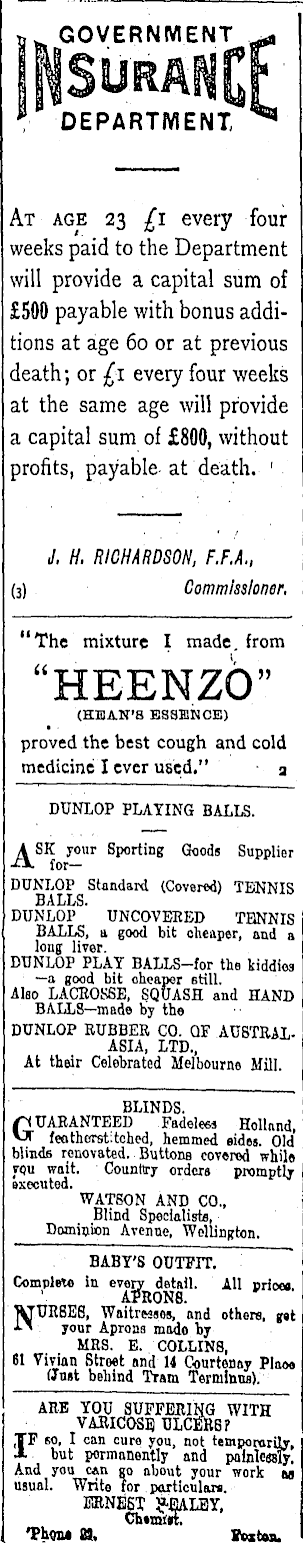 GOVERNMENT
INSURANCE
DEPARTMENT,
AT AGE 23 £1 every four
weeks paid to the Department
will provide a capital sum of
£500 payable with bonus addi-
tions at age 60 or at previous
death; or £1 every four weeks
at the same age will provide
a capital sum of £800, without
profits, payable at death.
J. H. RICHARDSON, F.F.A.,
(3) Commissioner.
"The mixture I made from
"HEENZO"
(HEAN'S ESSENCE)
proved the best cough and cold
medicine I ever used." 2
DUNLOP PLAYING BALLS.
ASK your Sporting Goods Supplier
for—
DUNLOP Standard (Covered) TENNIS
BALLS.
DUNLOP UNCOVERED TENNIS
BALLS, a good bit cheaper, and a
long liver.
DUNLOP PLAY BALLS—for the kiddies
—a good bit cheaper still.
Also LACROSSE, SQUASH and HAND
BALLS—made by the
DUNLOP RUBBER CO. OF AUSTRAL-
ASIA, LTD.,
At their Celebrated Melbourne Mill.
BLINDS.
GUARANTEED Fadeless Holland,
featherstitched, hemmed sides. Old
blinds renovated. Buttons covered while
you wait. Country orders promptly
executed.
WATSON AND CO.,
Blind Specialists,
Dominion Avenue, Wellington.
BABY'S OUTFIT.
Complete in every detail. All prices.
APRONS.
NURSES, Waitresses, and others, get
your Aprons made by
MRS. E. COLLINS,
61 Vivian Street and 14 Courtenay Place
(Just behind Tram Terminus).
ARE YOU SUFFERING WITH
VARICOSE ULCERS?
IF so, I can cure you, not temporarily,
but permanently and painlessly.
And you can go about your work as
usual. Write for particulars.
ERNEST HEALEY,
Chemist.
'Phone 22. Foxton.